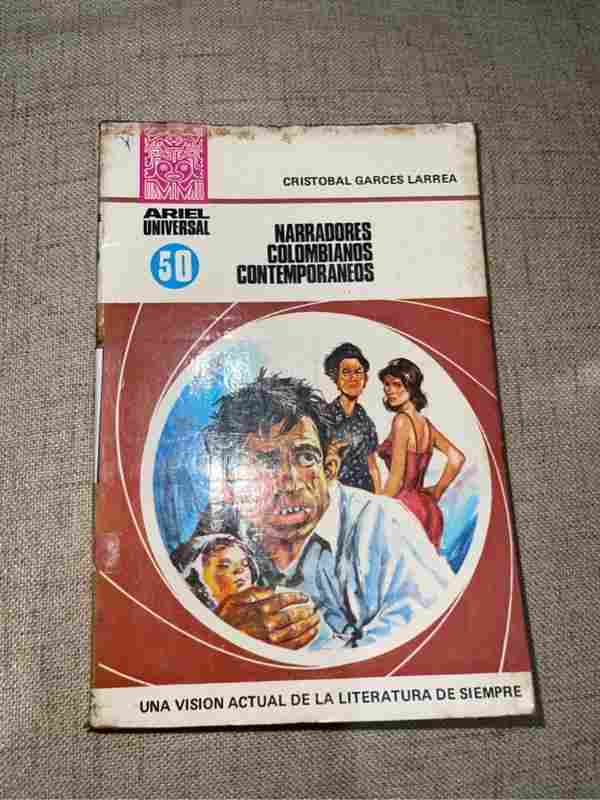 CRISTOBAL GARCES LARREA
ARIEL
UNIVERSAL
50
NARRADORES
COLOMBIANOS
CONTEMPORANEOS
UNA VISION ACTUAL DE LA LITERATURA DE SIEMPRE